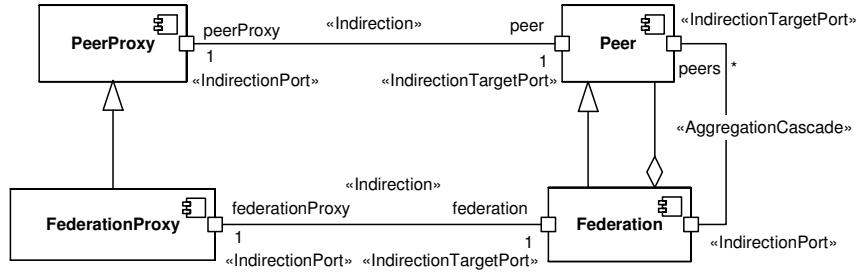 «Indirection»
«IndirectionTargetPort»
peerProxy
peer
PeerProxy
Peer
1
1
peers
*
«IndirectionPort»
«IndirectionTargetPort»
«AggregationCascade»
«Indirection»
federationProxy
federation
FederationProxy
Federation
1
1
«IndirectionPort»
«IndirectionPort»
«IndirectionTargetPort»